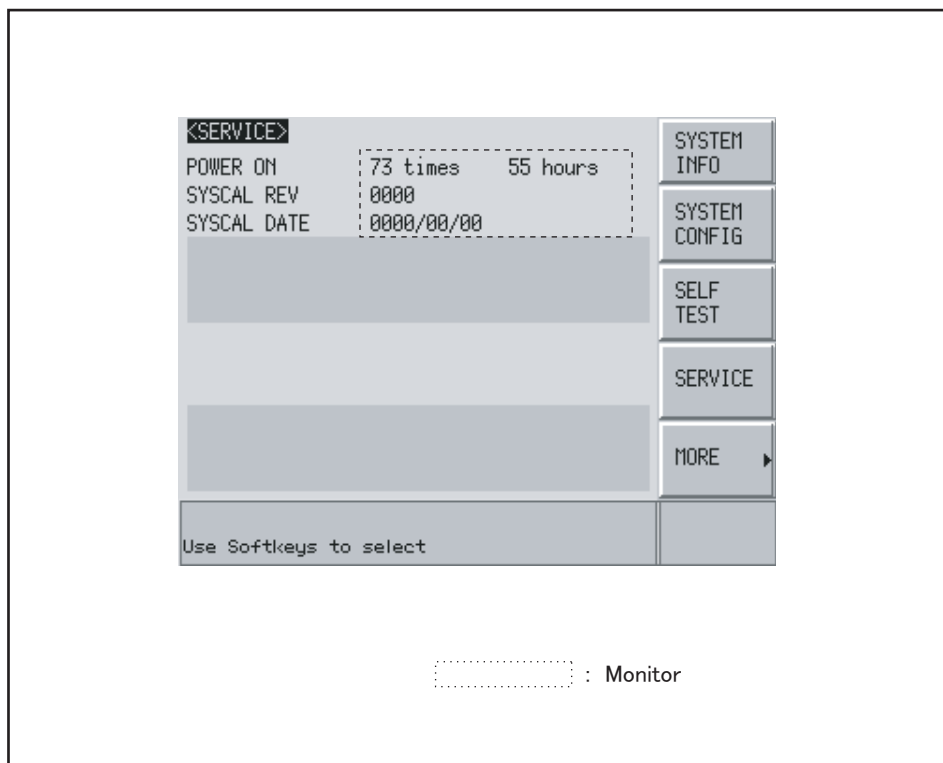 <SERVICE>
POWER ON 73 times 55 hours
SYSCAL REV 0000
SYSCAL DATE 0000/00/00
SYSTEM
INFO
SYSTEM
CONFIG
SELF
TEST
SERVICE
MORE
Use Softkeys to select
: Monitor